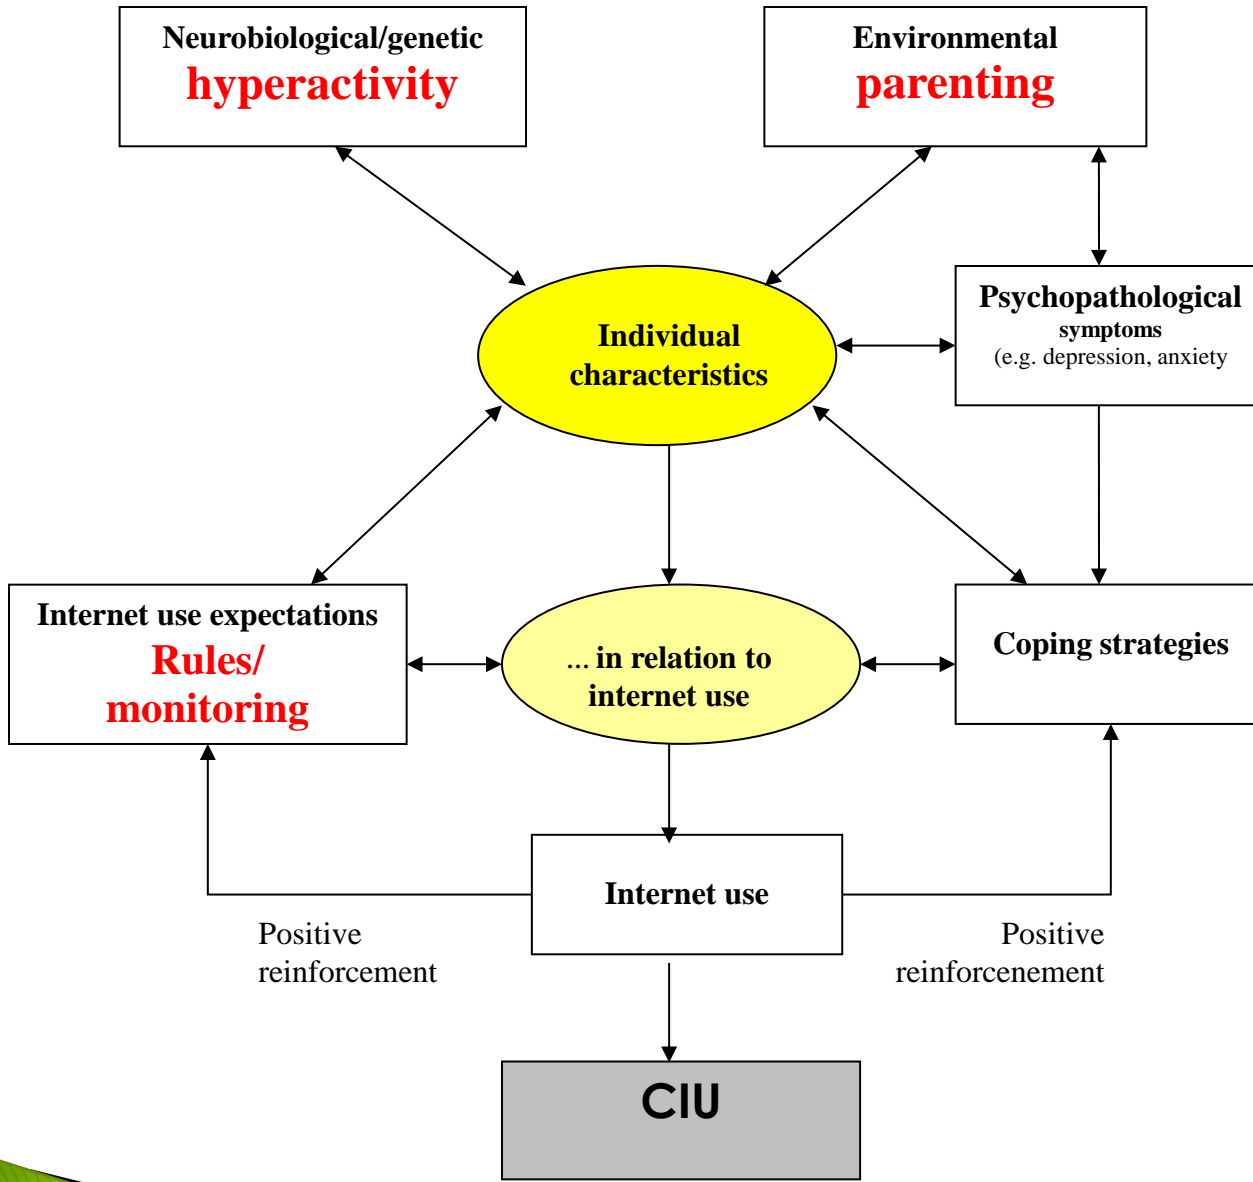 Neurobiological/genetic
hyperactivity
Environmental
parenting
Individual
characteristics
Psychopathological
symptoms
(e.g. depression, anxiety
Internet use expectations
Rules/
monitoring
... in relation to
internet use
Coping strategies
Internet use
Positive
reinforcement
Positive
reinforcenement
CIU